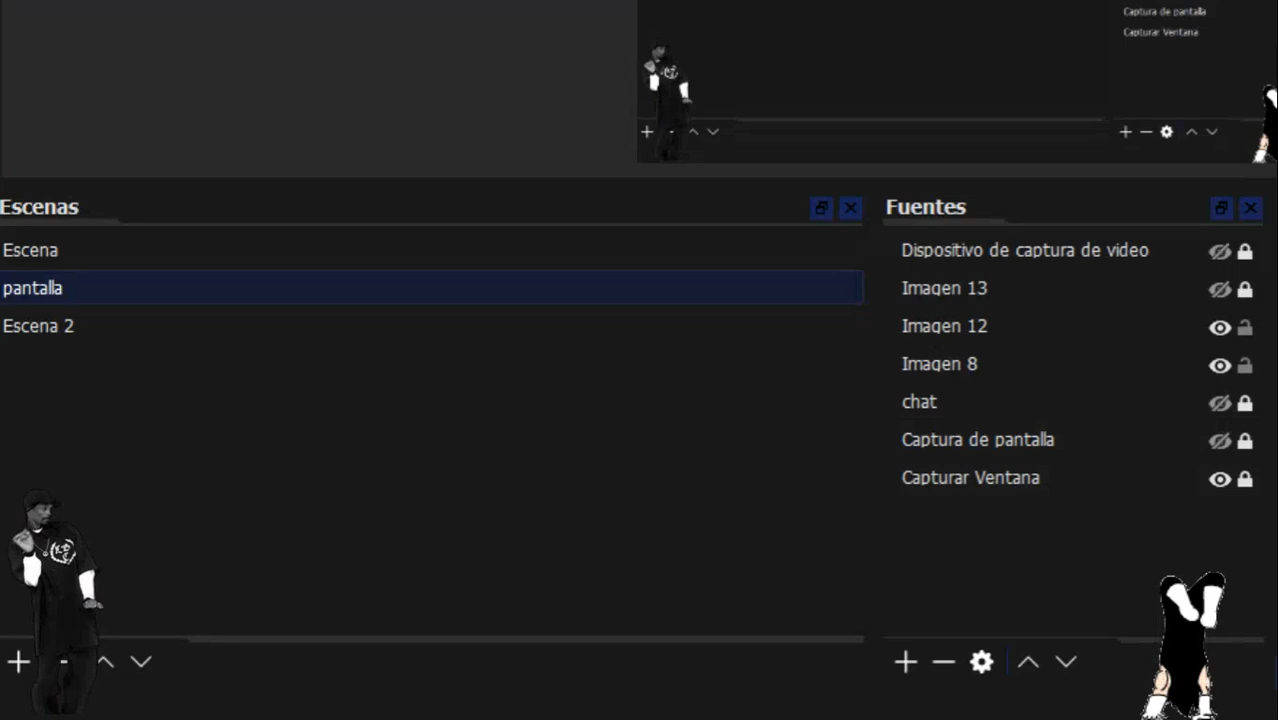 Captura de pantalla
Capturar Ventana
Escenas
Fuentes
Escena
pantalla
Escena 2
Dispositivo de captura de video
Imagen 13
Imagen 12
Imagen 8
chat
Captura de pantalla
Capturar Ventana